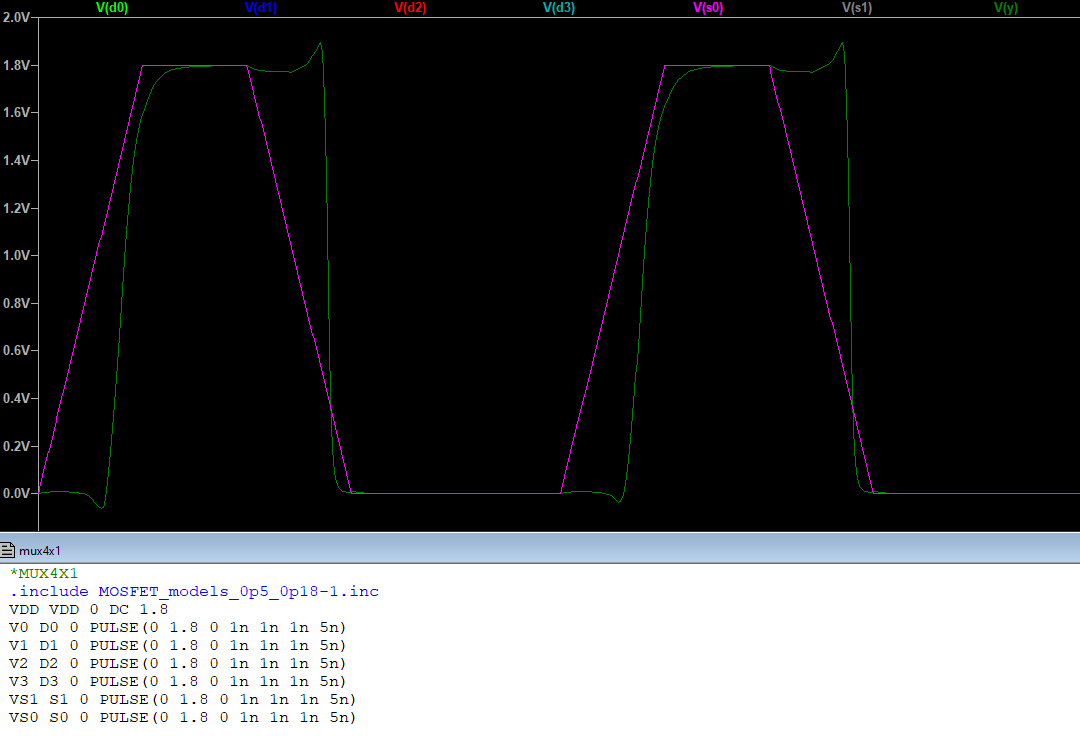 V(d0) V(d1) V(d2) V(d3) V(s0) V(s1) V(y)
2.0V
1.8V
1.6V
1.4V
1.2V
1.0V
0.8V
0.6V
0.4V
0.2V
0.0V
mux4x1
*MUX4X1
.include MOSFET_models_0p5_0p18-1.inc
VDD VDD 0 DC 1.8
V0 D0 0 PULSE(0 1.8 0 1n 1n 1n 5n)
V1 D1 0 PULSE(0 1.8 0 1n 1n 1n 5n)
V2 D2 0 PULSE(0 1.8 0 1n 1n 1n 5n)
V3 D3 0 PULSE(0 1.8 0 1n 1n 1n 5n)
VS1 S1 0 PULSE(0 1.8 0 1n 1n 1n 5n)
VS0 S0 0 PULSE(0 1.8 0 1n 1n 1n 5n)